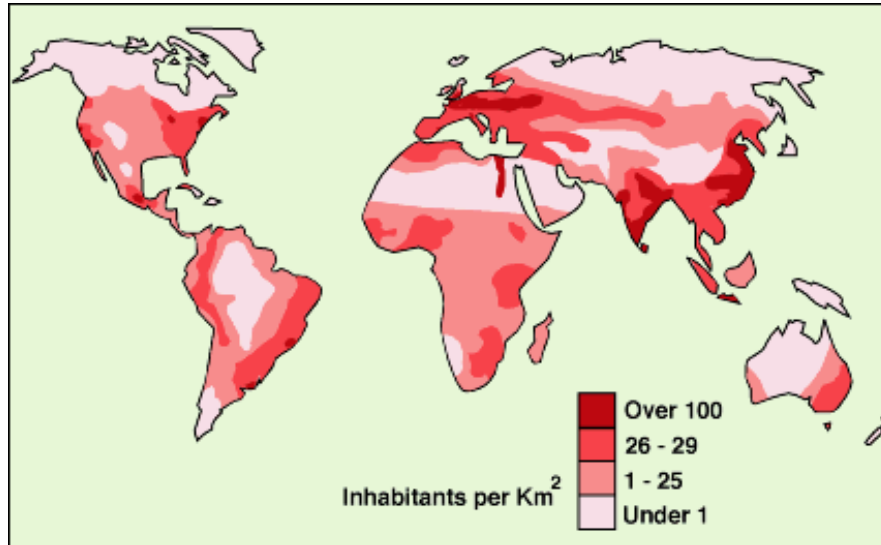 Over 100
26 - 29
1 - 25
Under 1
Inhabitants per Km²